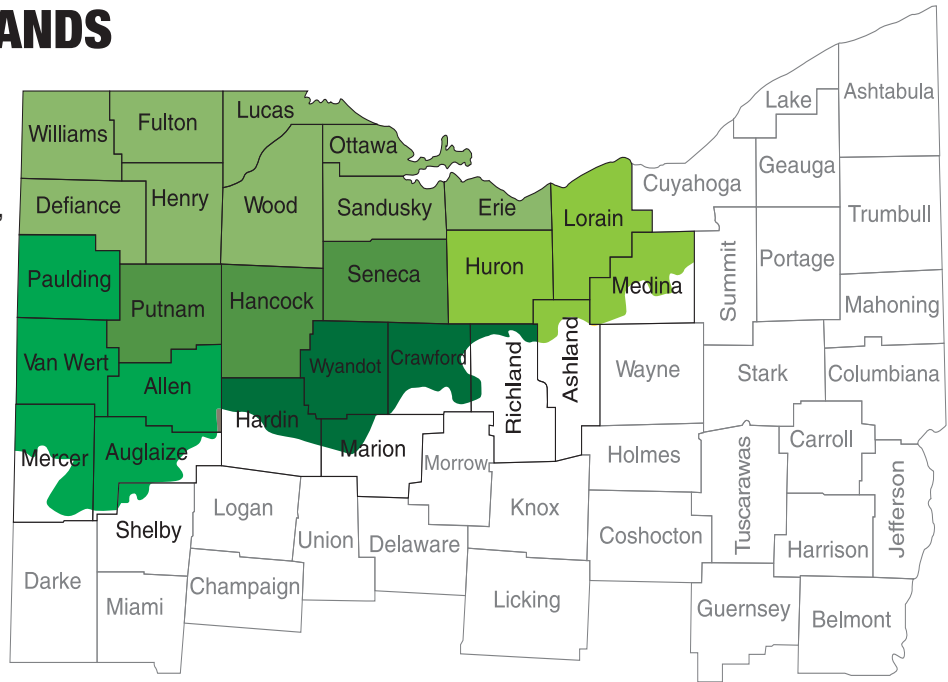 ANDS
Lake
Ashtabula
Williams
Fulton
Lucas
Ottawa
Geauga
Cuyahoga
Defiance
Henry
Wood
Sandusky
Erie
Lorain
Trumbull
,
Paulding
Putnam
Hancock
Seneca
Huron
Medina
Summit
Portage
Mahoning
Van Wert
Allen
Wyandot
Crawford
Richland
Ashland
Wayne
Stark
Columbiana
Mercer
Auglaize
Hardin
Marion
Morrow
Holmes
Tuscarawas
Carroll
Jefferson
Shelby
Logan
Union
Delaware
Knox
Coshocton
Harrison
Darke
Miami
Champaign
Licking
Guernsey
Belmont